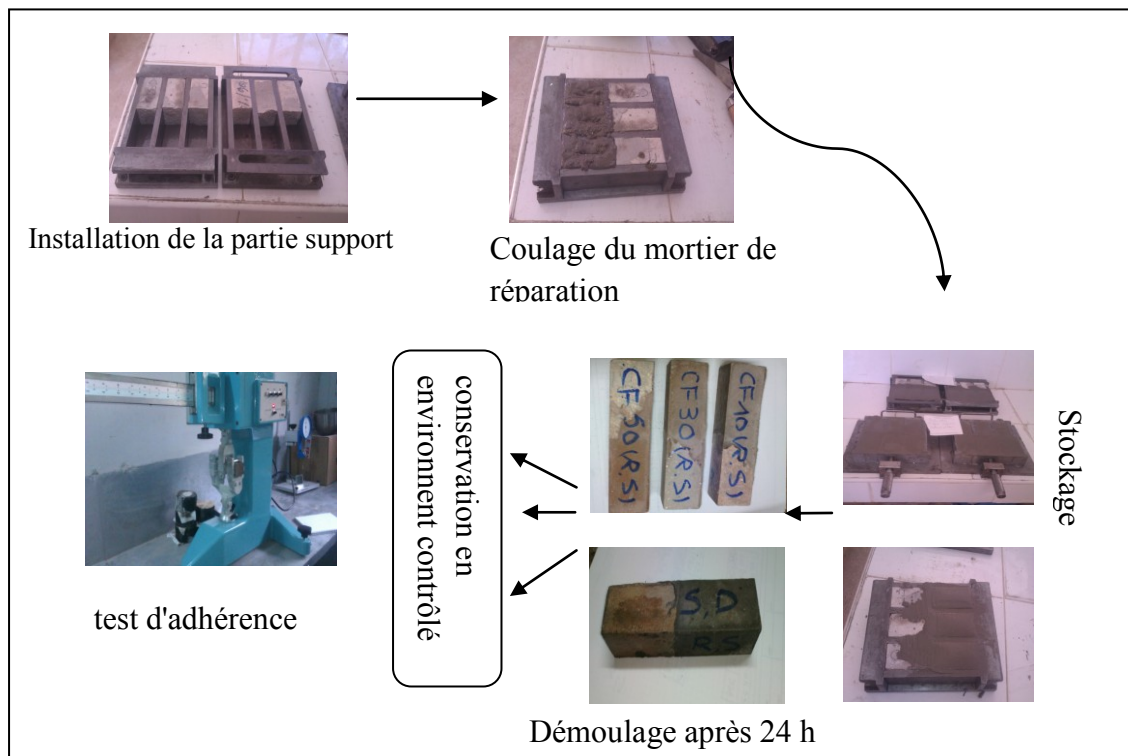 Installation de la partie support
Coulage du mortier de
réparation
Stockage
CF50(R.S)
CF30(R.S)
CF10(R.S)
S.D
R.S
Démoulage après 24 h
conservation en
environnement contrôlé
test d'adhérence